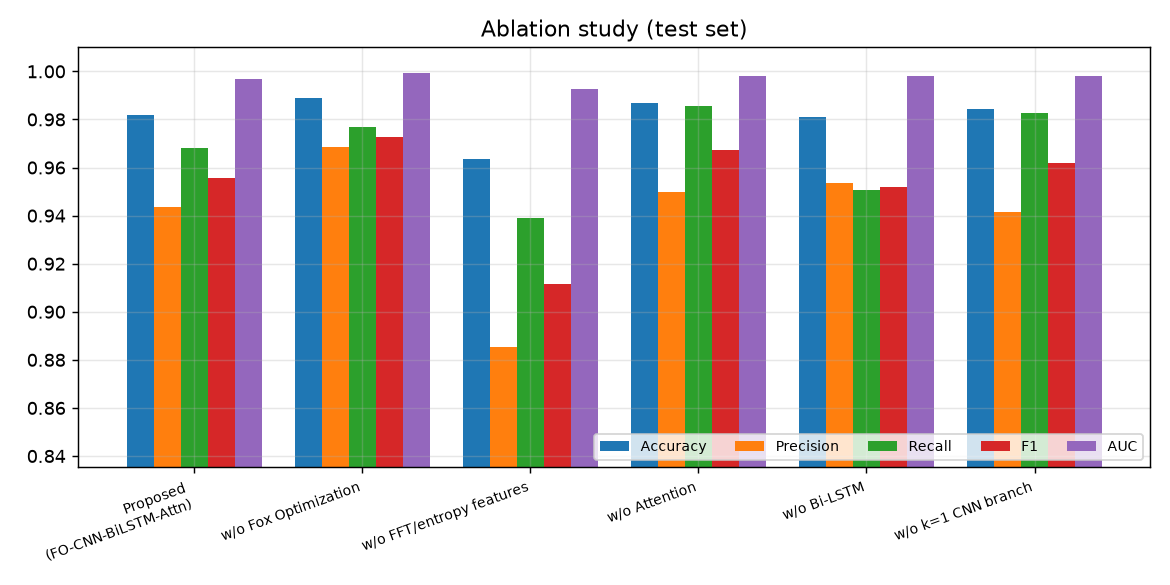 Ablation study (test set)
1.00
0.98
0.96
0.94
0.92
0.90
0.88
0.86
0.84
Accuracy Precision Recall F1 AUC
Proposed
(FO-CNN-BiLSTM-Attn)
w/o Fox Optimization
w/o FFT/entropy features
w/o Attention
w/o Bi-LSTM
w/o k=1 CNN branch